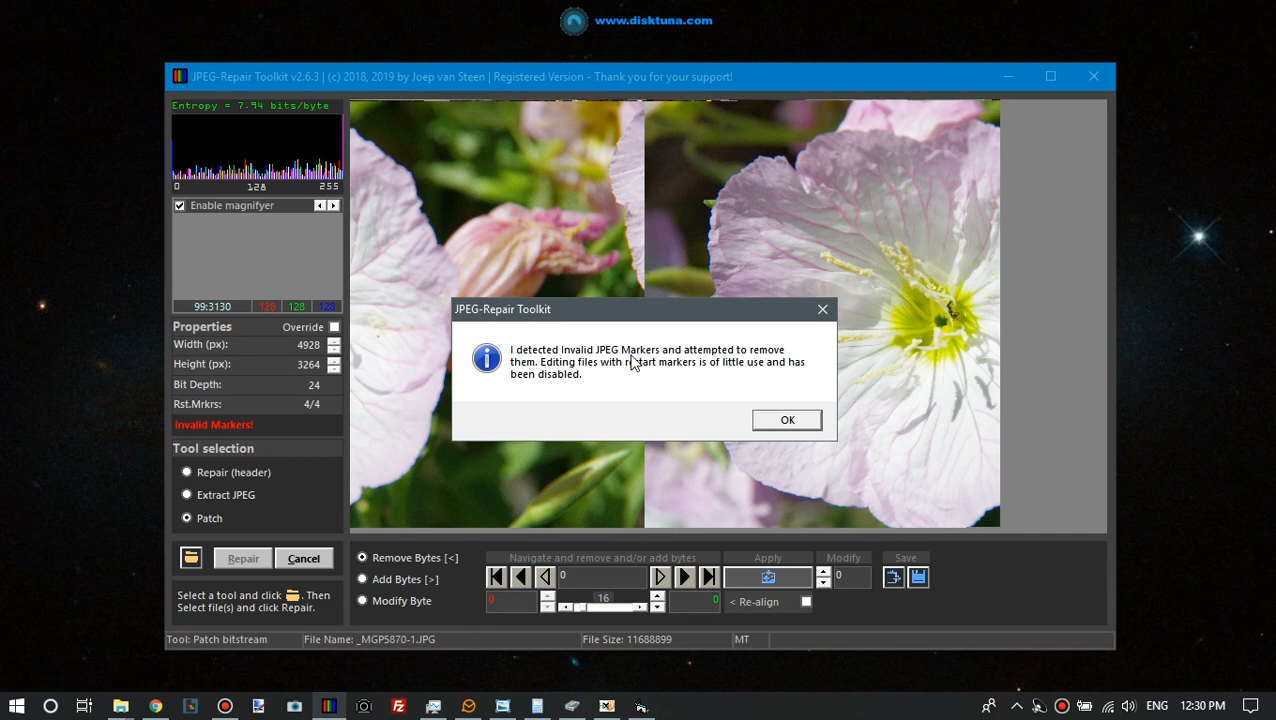 www.disktuna.com
JPEG-Repair Toolkit v2.6.3 | (c) 2018, 2019 by Joep van Steen | Registered Version - Thank you for your support!
Entropy = 7.94 bits/byte
0 128 255
Enable magnifyer
99:3130 128 128 128
Properties Override
Width (px): 4928
Height (px): 3264
Bit Depth: 24
Rst.Mrkrs: 4/4
Invalid Markers!
Tool selection
Repair (header)
Extract JPEG
Patch
Repair Cancel
Select a tool and click . Then
Select file(s) and click Repair.
JPEG-Repair Toolkit
I detected Invalid JPEG Markers and attempted to remove
them. Editing files with restart markers is of little use and has
been disabled.
OK
Remove Bytes [<]
Add Bytes [>]
Modify Byte
Navigate and remove and/or add bytes
0
0 16 0
Apply
Modify
0
Save
< Re-align
Tool: Patch bitstream File Name: _MGP5870-1.JPG File Size: 11688899 MT
ENG 12:30 PM